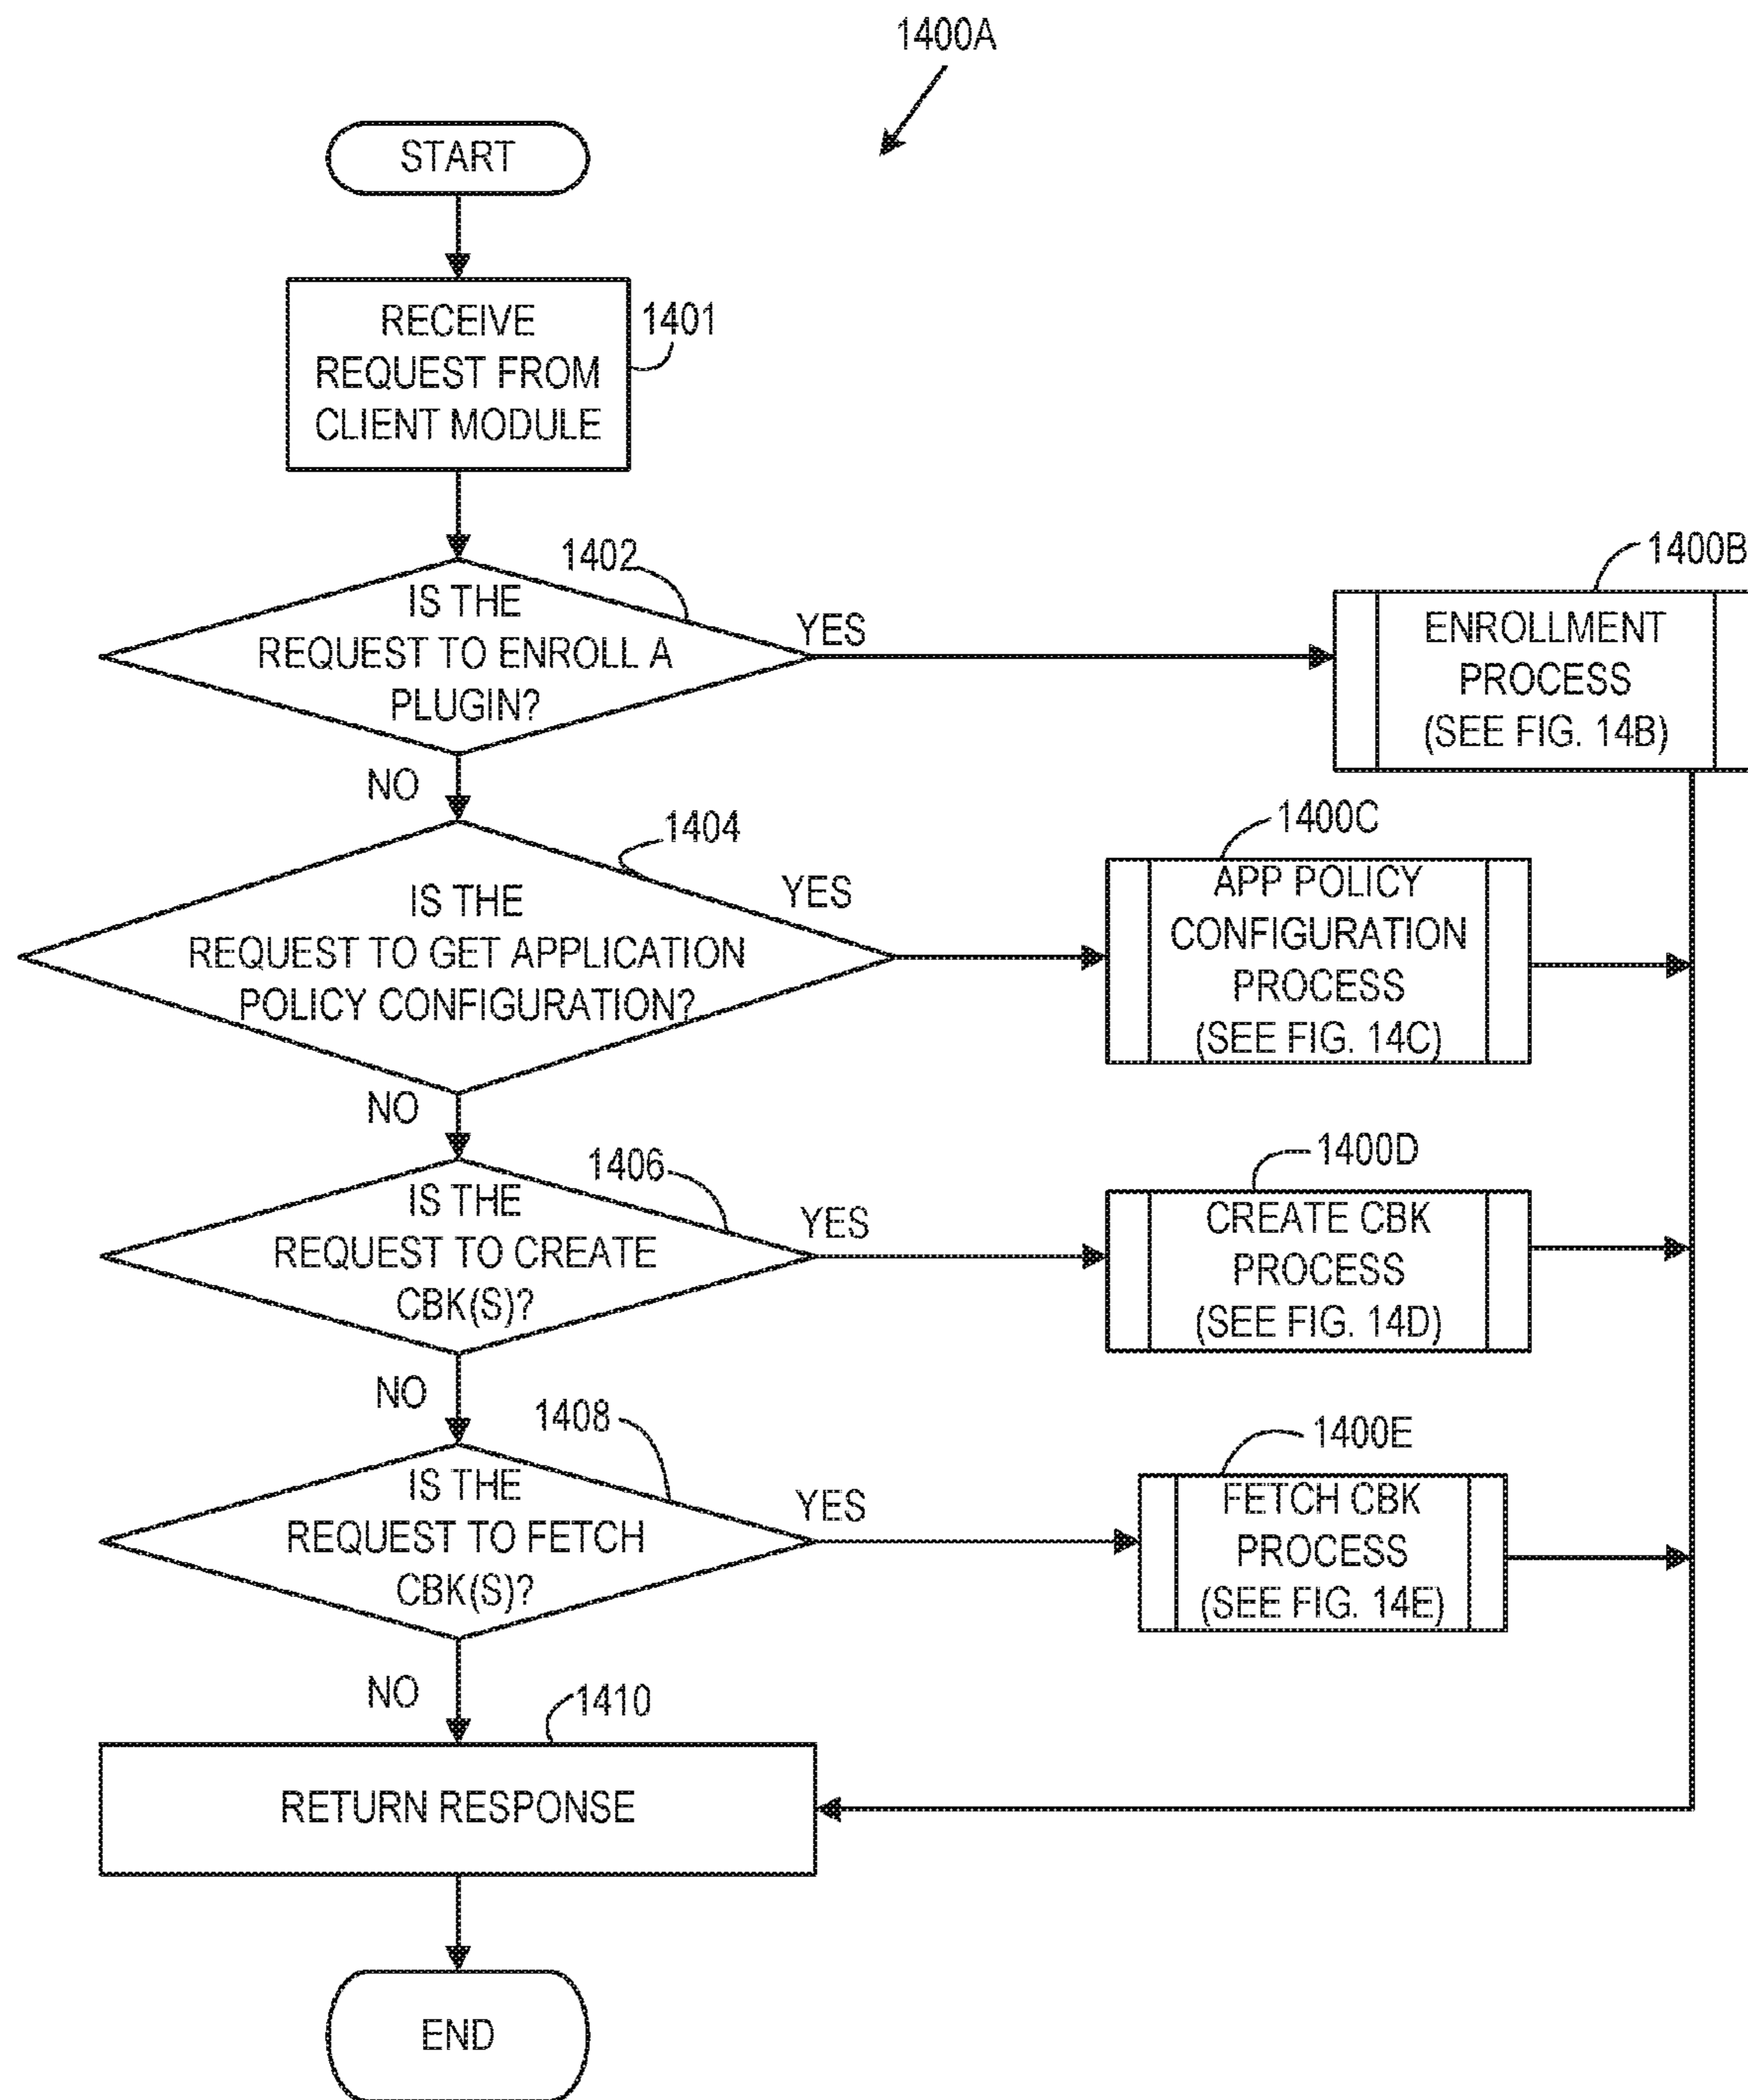 1400A
START
RECEIVE
REQUEST FROM
CLIENT MODULE
1401
1402
IS THE
REQUEST TO ENROLL A
PLUGIN?
YES
NO
1400B
ENROLLMENT
PROCESS
(SEE FIG. 14B)
1404
IS THE
REQUEST TO GET APPLICATION
POLICY CONFIGURATION?
YES
NO
1400C
APP POLICY
CONFIGURATION
PROCESS
(SEE FIG. 14C)
1406
IS THE
REQUEST TO CREATE
CBK(S)?
YES
NO
1400D
CREATE CBK
PROCESS
(SEE FIG. 14D)
1408
IS THE
REQUEST TO FETCH
CBK(S)?
YES
NO
1400E
FETCH CBK
PROCESS
(SEE FIG. 14E)
1410
RETURN RESPONSE
END